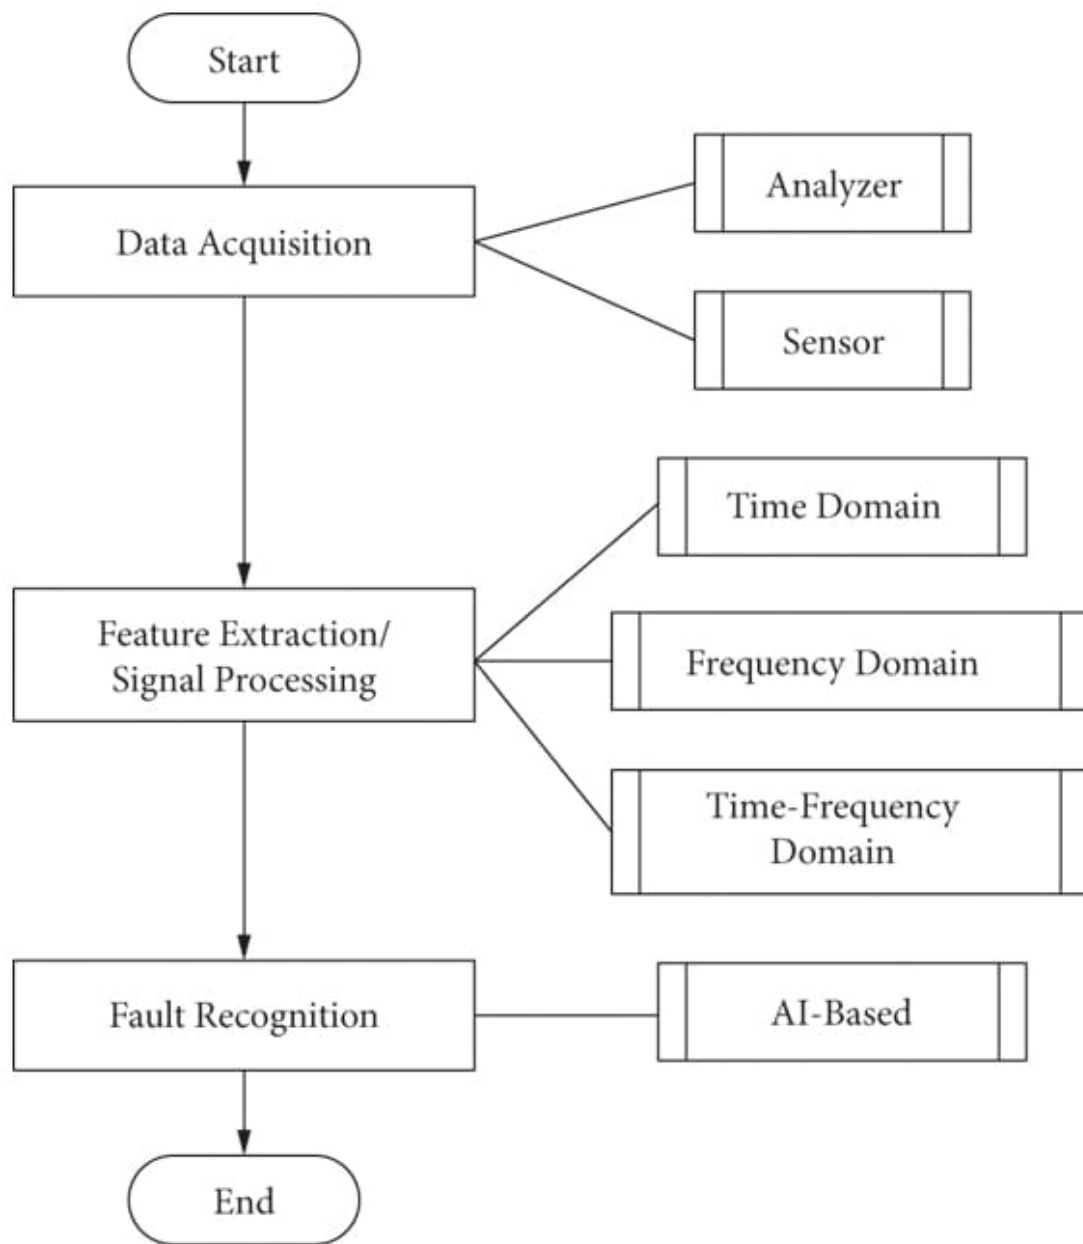 Start
Analyzer
Data Acquisition
Sensor
Time Domain
Feature Extraction/
Signal Processing
Frequency Domain
Time-Frequency
Domain
Fault Recognition
AI-Based
End